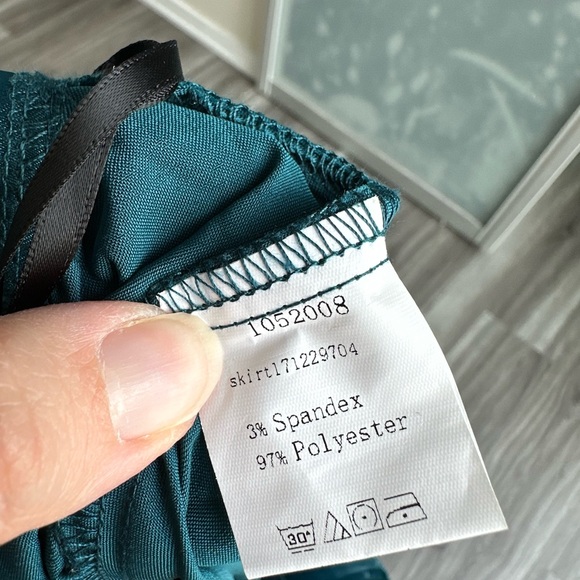 1052008
skirt171229704
3% Spandex
97% Polyester
30°